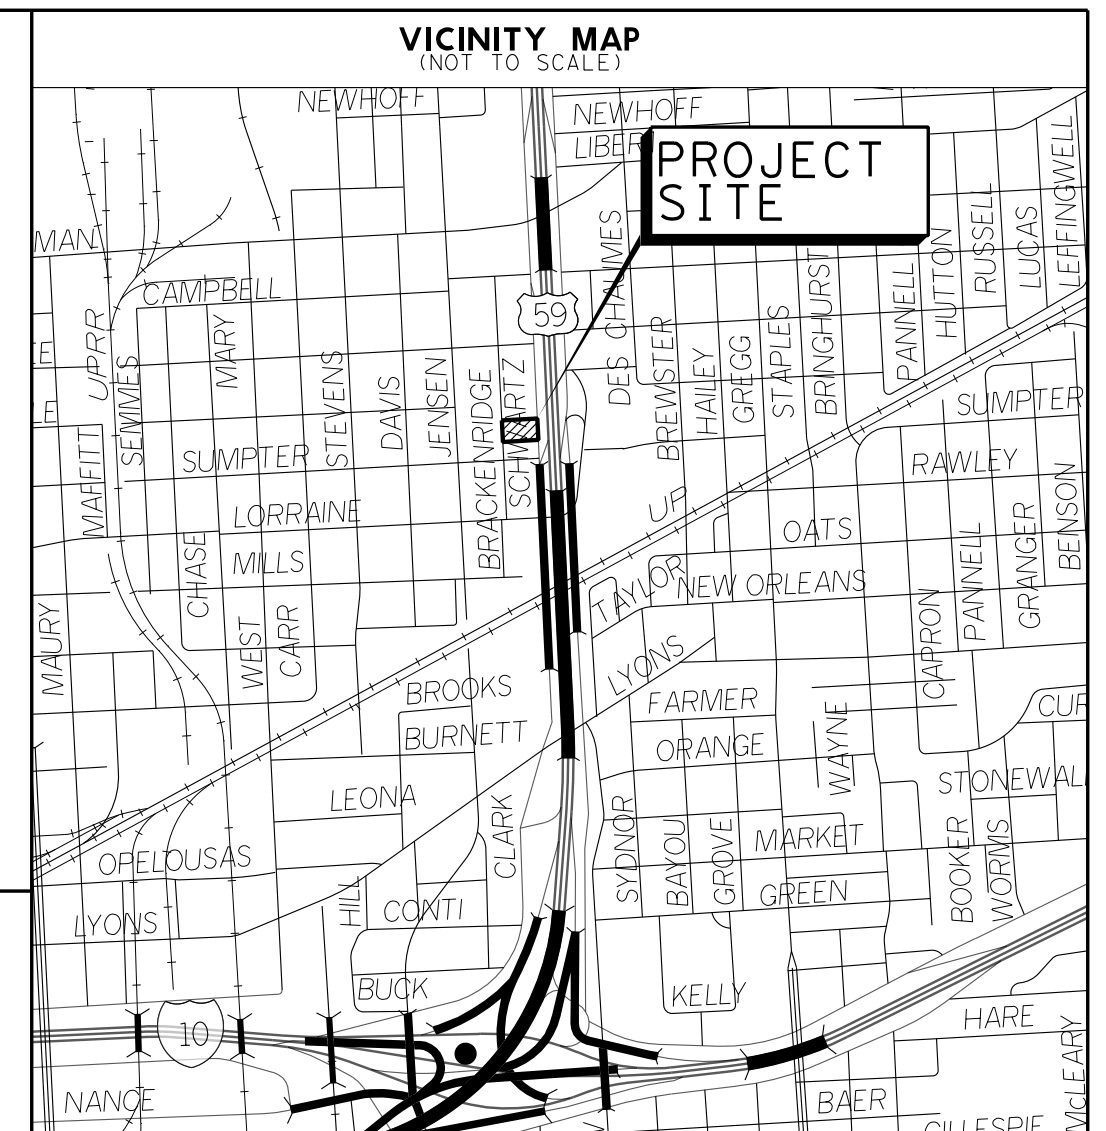 VICINITY MAP
(NOT TO SCALE)
NEWHOFF
NEWHOFF
LIBER
PROJECT
SITE
MAN
CAMPBELL
59
UPRR
SEMMES
MARY
STEVENS
DAVIS
JENSEN
BRACKENRIDGE
DES CHAUMES
BREWSTER
HAILEY
GREGG
STAPLES
BRINGHURST
PANNELL
HUTTON
RUSSELL
LUCAS
LEFFINGWELL
LE
MAFFITT
SUMPTER
SUMPTER
RAWLEY
LORRAINE
MILLS
CHASE
UP
OATS
TAYLOR
NEW ORLEANS
PANNELL
GRANGER
BENSON
MAURY
WEST
CARR
LYONS
CAPRON
BROOKS
BURNETT
FARMER
ORANGE
WAYNE
CUR
STONEWAL
LEONA
CLARK
SYDNOR
BAYOU
GROVE
MARKET
GREEN
BOOKER
WORMS
OPELOUSAS
LYONS
HILL
CONTI
BUCK
KELLY
HARE
10
NANCE
BAER
GILLESPIE
McLEARY